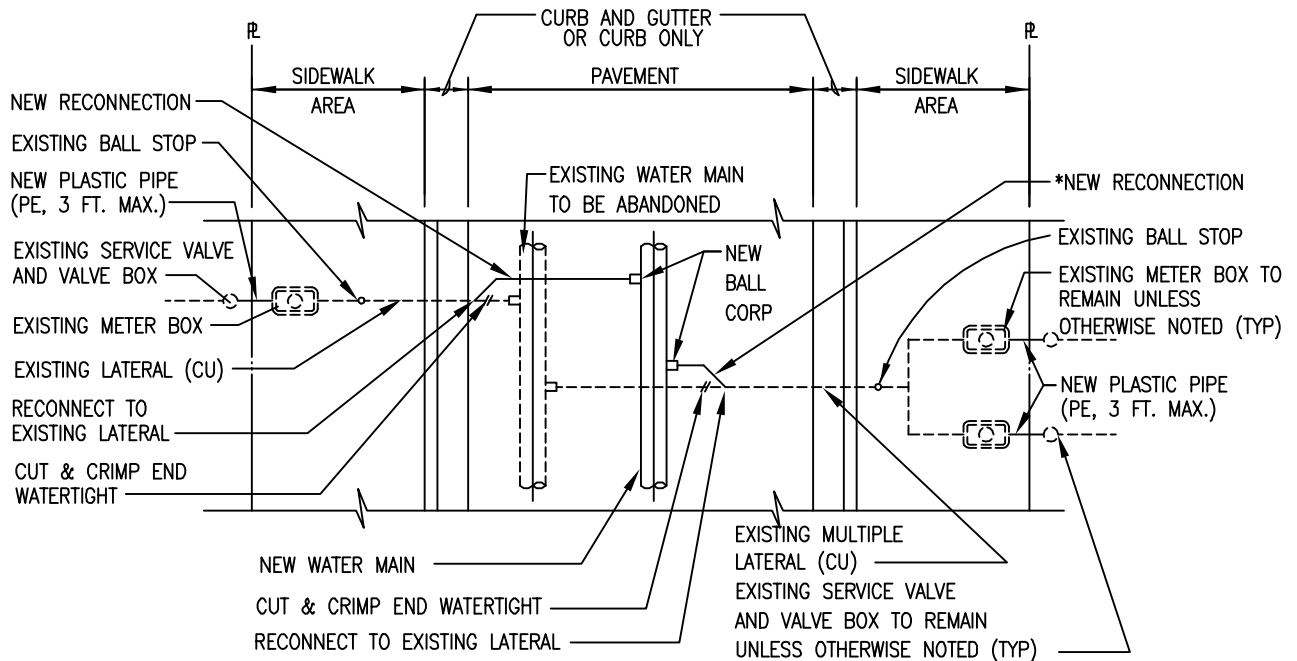 CURB AND GUTTER
OR CURB ONLY
PL
PL
SIDEWALK
AREA
PAVEMENT
SIDEWALK
AREA
NEW RECONNECTION
EXISTING BALL STOP
NEW PLASTIC PIPE
(PE, 3 FT. MAX.)
EXISTING SERVICE VALVE
AND VALVE BOX
EXISTING METER BOX
EXISTING LATERAL (CU)
RECONNECT TO
EXISTING LATERAL
CUT & CRIMP END
WATERTIGHT
EXISTING WATER MAIN
TO BE ABANDONED
NEW
BALL
CORP
*NEW RECONNECTION
EXISTING BALL STOP
EXISTING METER BOX TO
REMAIN UNLESS
OTHERWISE NOTED (TYP)
NEW PLASTIC PIPE
(PE, 3 FT. MAX.)
NEW WATER MAIN
CUT & CRIMP END WATERTIGHT
RECONNECT TO EXISTING LATERAL
EXISTING MULTIPLE
LATERAL (CU)
EXISTING SERVICE VALVE
AND VALVE BOX TO REMAIN
UNLESS OTHERWISE NOTED (TYP)